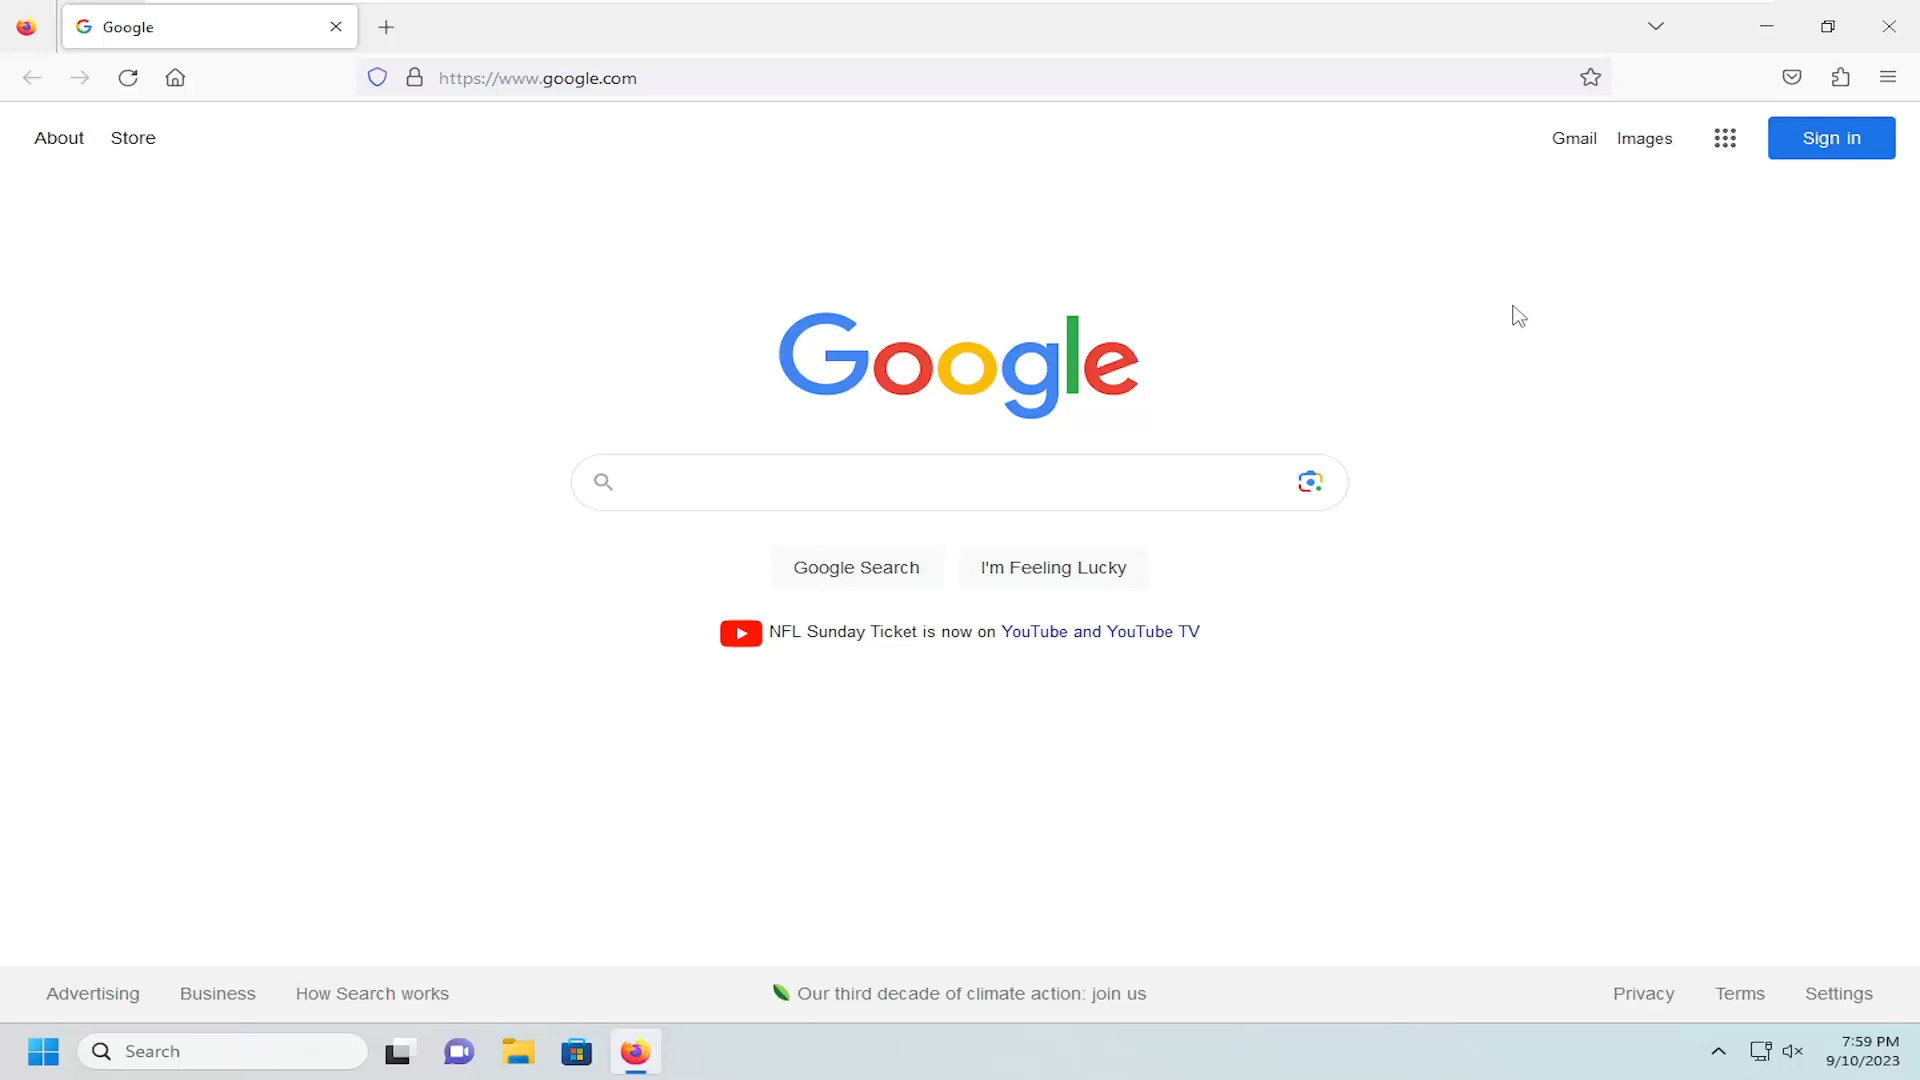 Google
https://www.google.com
About Store
Gmail Images Sign in
Google
Google Search I'm Feeling Lucky
NFL Sunday Ticket is now on YouTube and YouTube TV
Advertising Business How Search works
Our third decade of climate action: join us
Privacy Terms Settings
Search
7:59 PM
9/10/2023